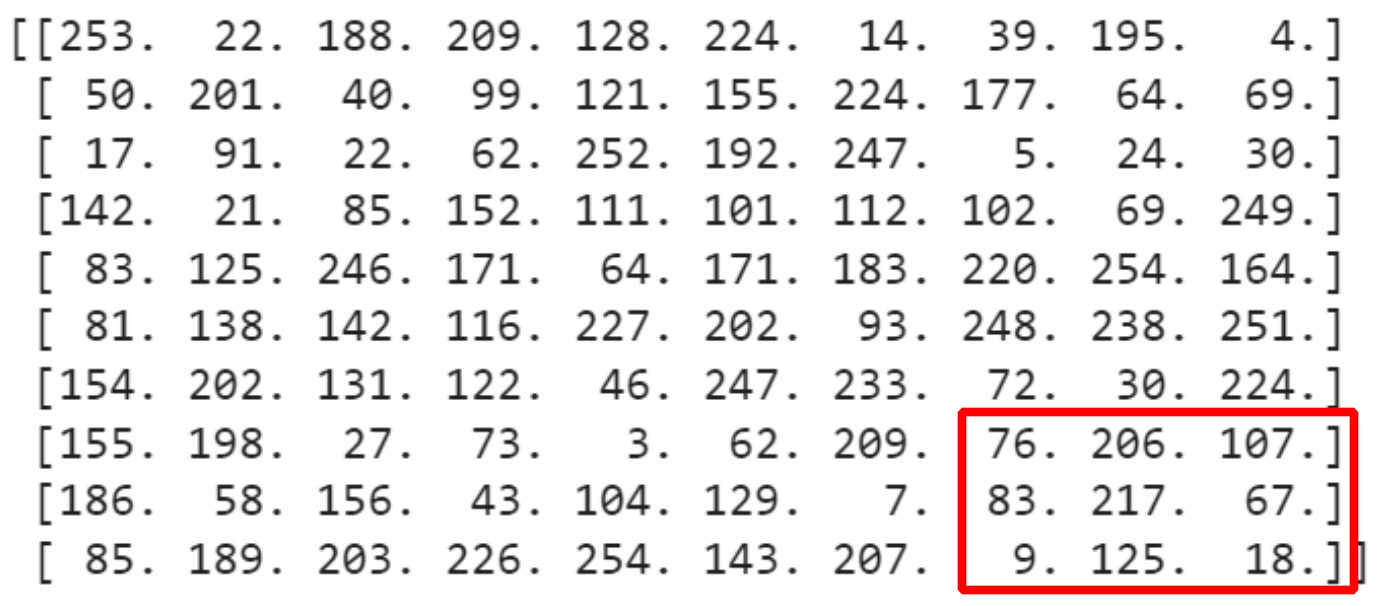 [[253.  22. 188. 209. 128. 224.  14.  39. 195.   4.]
 [ 50. 201.  40.  99. 121. 155. 224. 177.  64.  69.]
 [ 17.  91.  22.  62. 252. 192. 247.   5.  24.  30.]
 [142.  21.  85. 152. 111. 101. 112. 102.  69. 249.]
 [ 83. 125. 246. 171.  64. 171. 183. 220. 254. 164.]
 [ 81. 138. 142. 116. 227. 202.  93. 248. 238. 251.]
 [154. 202. 131. 122.  46. 247. 233.  72.  30. 224.]
 [155. 198.  27.  73.   3.  62. 209.  76. 206. 107.]
 [186.  58. 156.  43. 104. 129.   7.  83. 217.  67.]
 [ 85. 189. 203. 226. 254. 143. 207.   9. 125.  18.]]